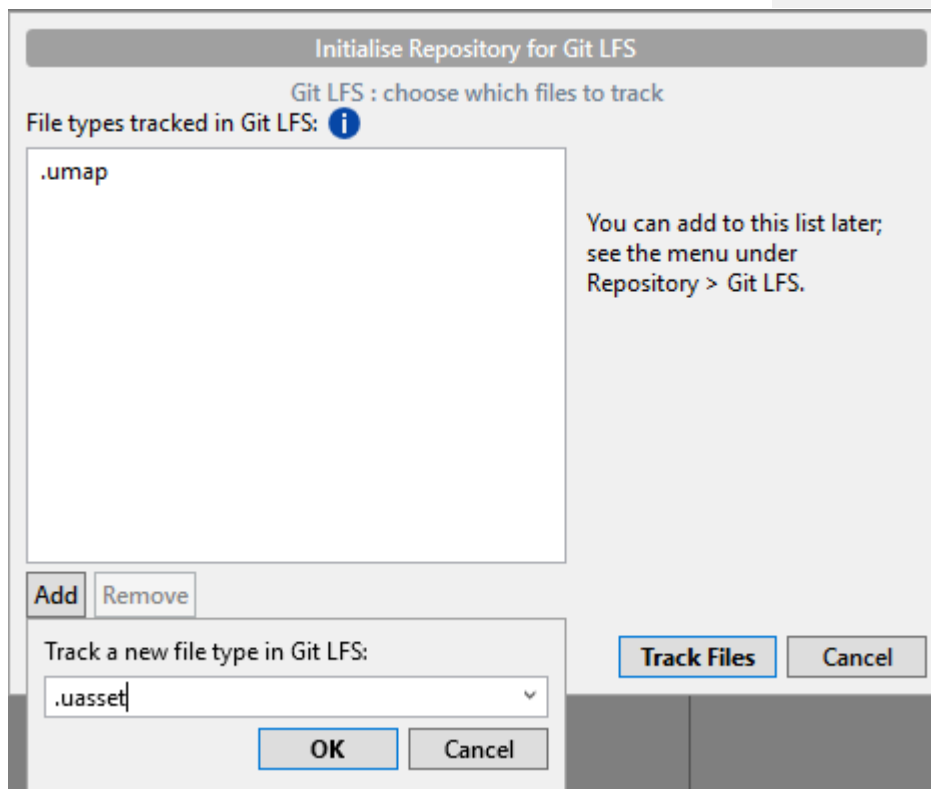 Initialise Repository for Git LFS
Git LFS : choose which files to track
File types tracked in Git LFS: i
.umap
You can add to this list later;
see the menu under
Repository > Git LFS.
Add Remove
Track a new file type in Git LFS:
.uasset
OK Cancel
Track Files Cancel